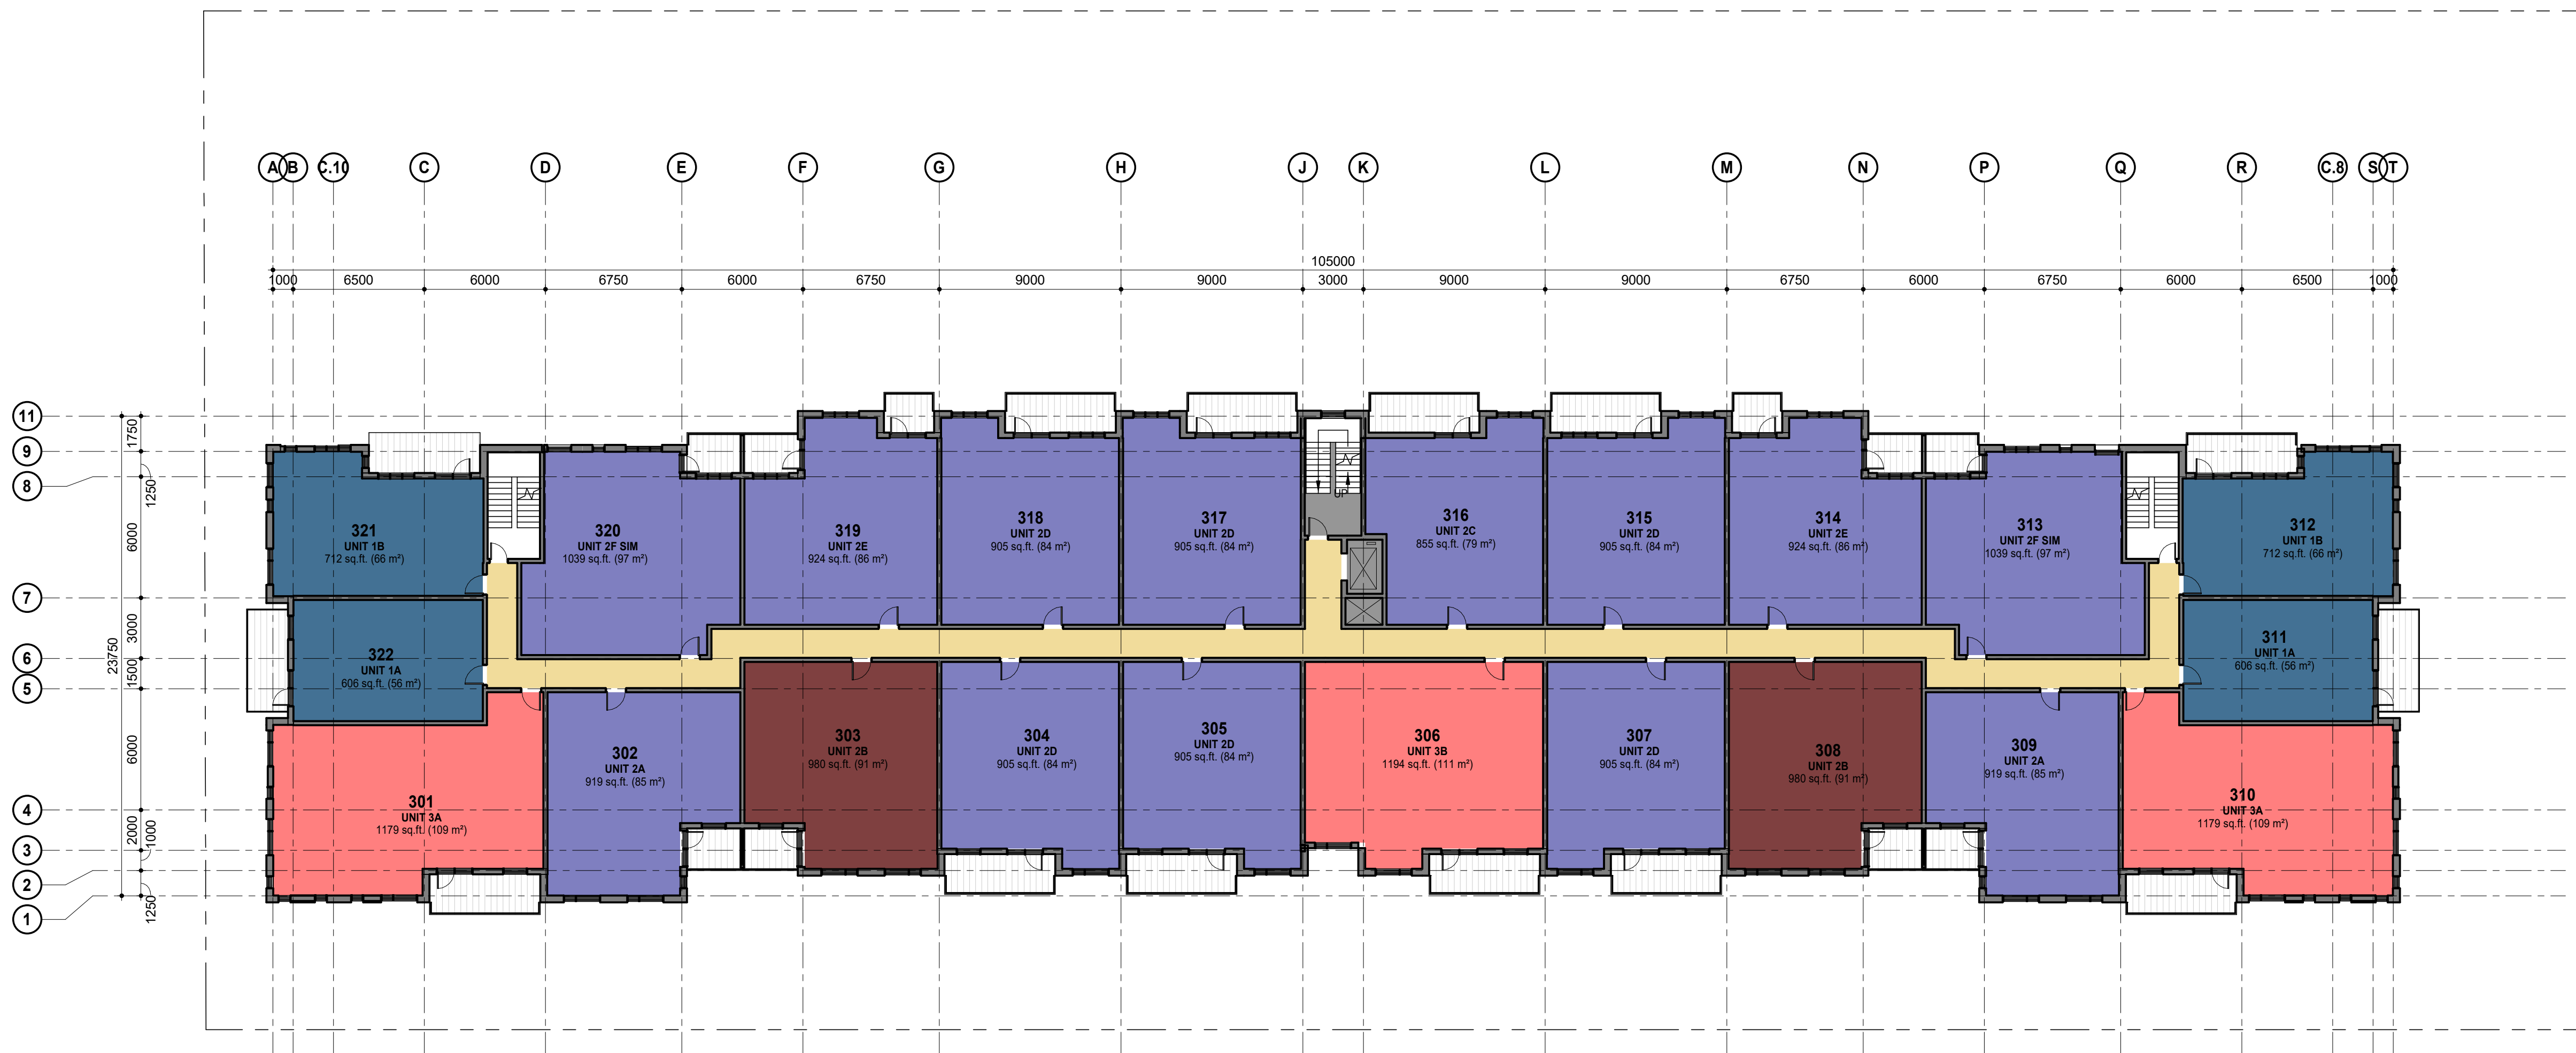 A B C.10 C D E F G H J K L M N P Q R C.8 S T
105000
1000 6500 6000 6750 6000 6750 9000 9000 3000 9000 9000 6750 6000 6750 6000 6500 1000
11
9
8
7
6
5
4
3
2
1
1750
1250
6000
3000
1500
6000
2000
1000
1250
23750
321
UNIT 1B
712 sq.ft. (66 m²)
320
UNIT 2F SIM
1039 sq.ft. (97 m²)
319
UNIT 2E
924 sq.ft. (86 m²)
318
UNIT 2D
905 sq.ft. (84 m²)
317
UNIT 2D
905 sq.ft. (84 m²)
UP
316
UNIT 2C
855 sq.ft. (79 m²)
315
UNIT 2D
905 sq.ft. (84 m²)
314
UNIT 2E
924 sq.ft. (86 m²)
313
UNIT 2F SIM
1039 sq.ft. (97 m²)
312
UNIT 1B
712 sq.ft. (66 m²)
322
UNIT 1A
606 sq.ft. (56 m²)
311
UNIT 1A
606 sq.ft. (56 m²)
301
UNIT 3A
1179 sq.ft. (109 m²)
302
UNIT 2A
919 sq.ft. (85 m²)
303
UNIT 2B
980 sq.ft. (91 m²)
304
UNIT 2D
905 sq.ft. (84 m²)
305
UNIT 2D
905 sq.ft. (84 m²)
306
UNIT 3B
1194 sq.ft. (111 m²)
307
UNIT 2D
905 sq.ft. (84 m²)
308
UNIT 2B
980 sq.ft. (91 m²)
309
UNIT 2A
919 sq.ft. (85 m²)
310
UNIT 3A
1179 sq.ft. (109 m²)